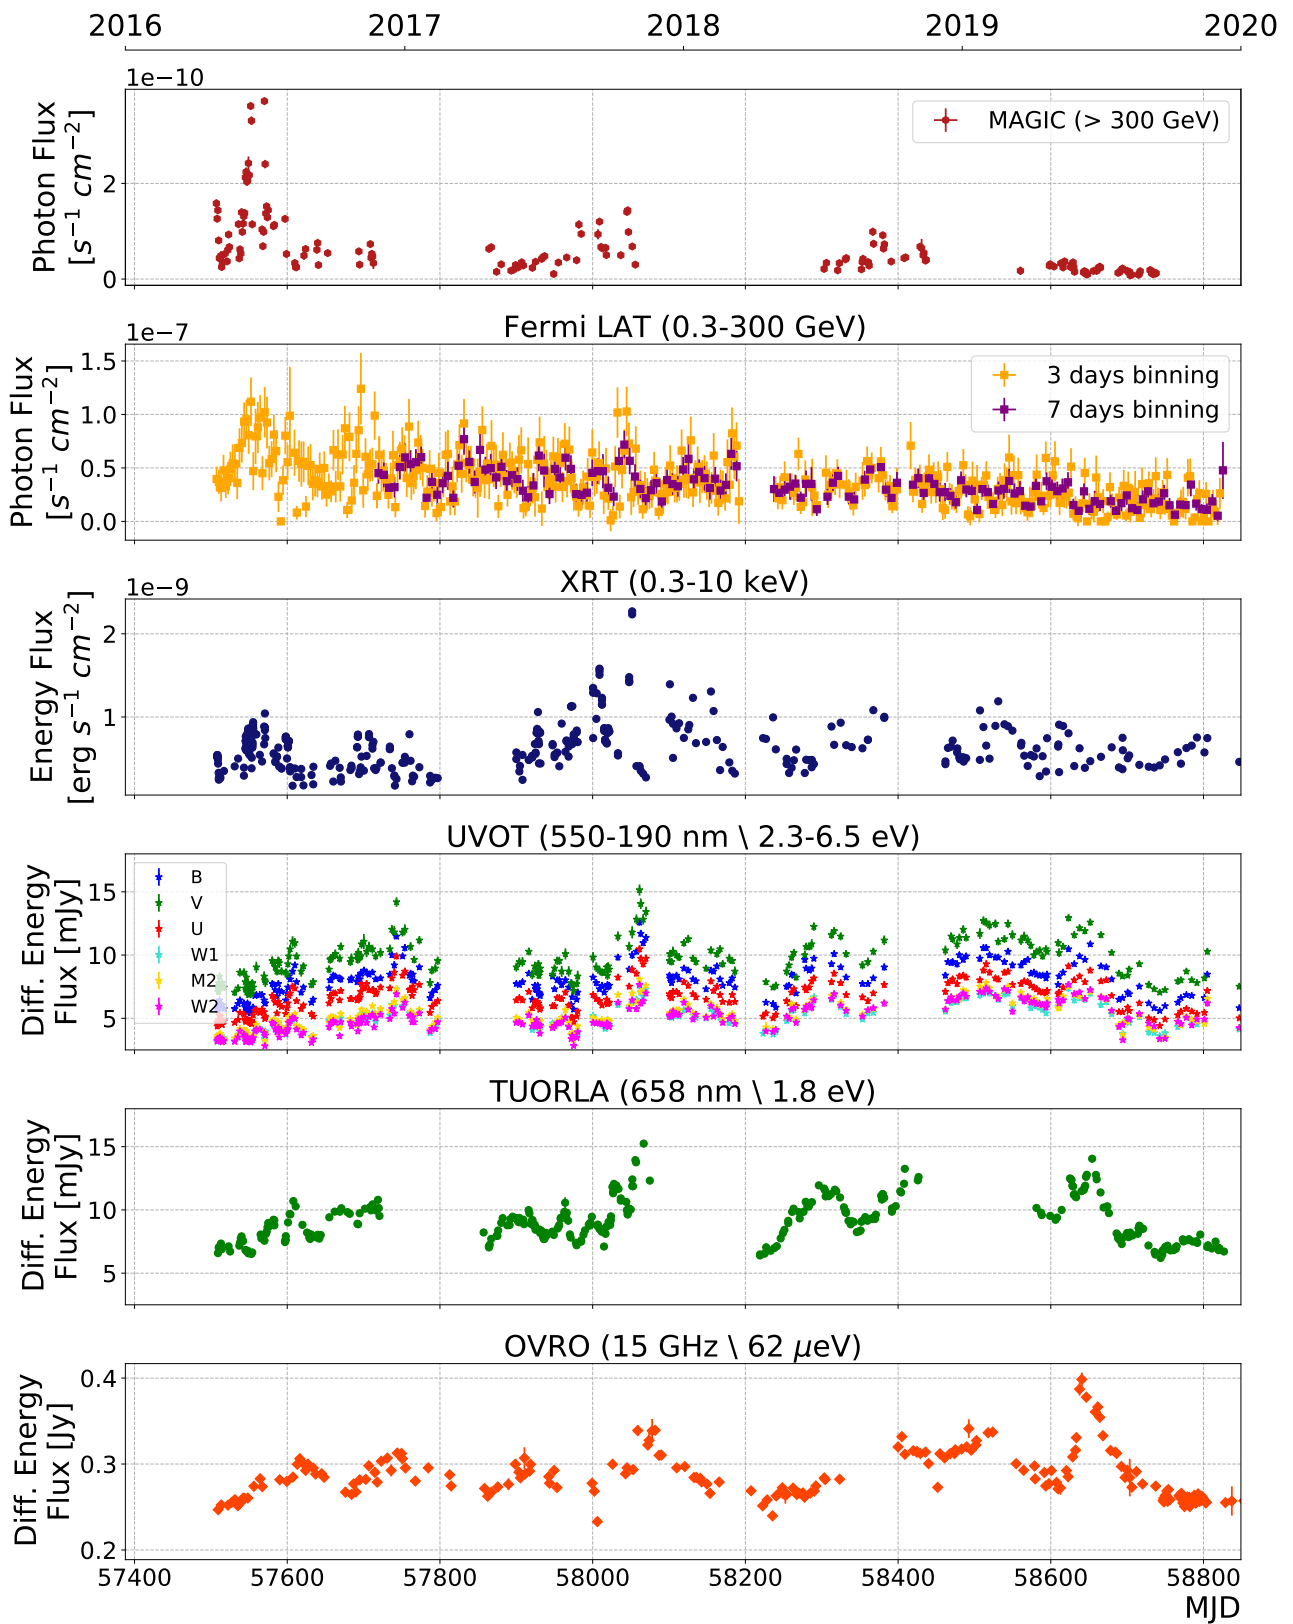 2016 2017 2018 2019 2020
1e−10
Photon Flux
[s⁻¹ cm⁻²]
2
0
MAGIC (> 300 GeV)
Fermi LAT (0.3-300 GeV)
1e−7
Photon Flux
[s⁻¹ cm⁻²]
1.5
1.0
0.5
0.0
3 days binning
7 days binning
XRT (0.3-10 keV)
1e−9
Energy Flux
[erg s⁻¹ cm⁻²]
2
1
UVOT (550-190 nm \ 2.3-6.5 eV)
Diff. Energy
Flux [mJy]
15
10
5
B
V
U
W1
M2
W2
TUORLA (658 nm \ 1.8 eV)
Diff. Energy
Flux [mJy]
15
10
5
OVRO (15 GHz \ 62 μeV)
Diff. Energy
Flux [Jy]
0.4
0.3
0.2
57400 57600 57800 58000 58200 58400 58600 58800
MJD